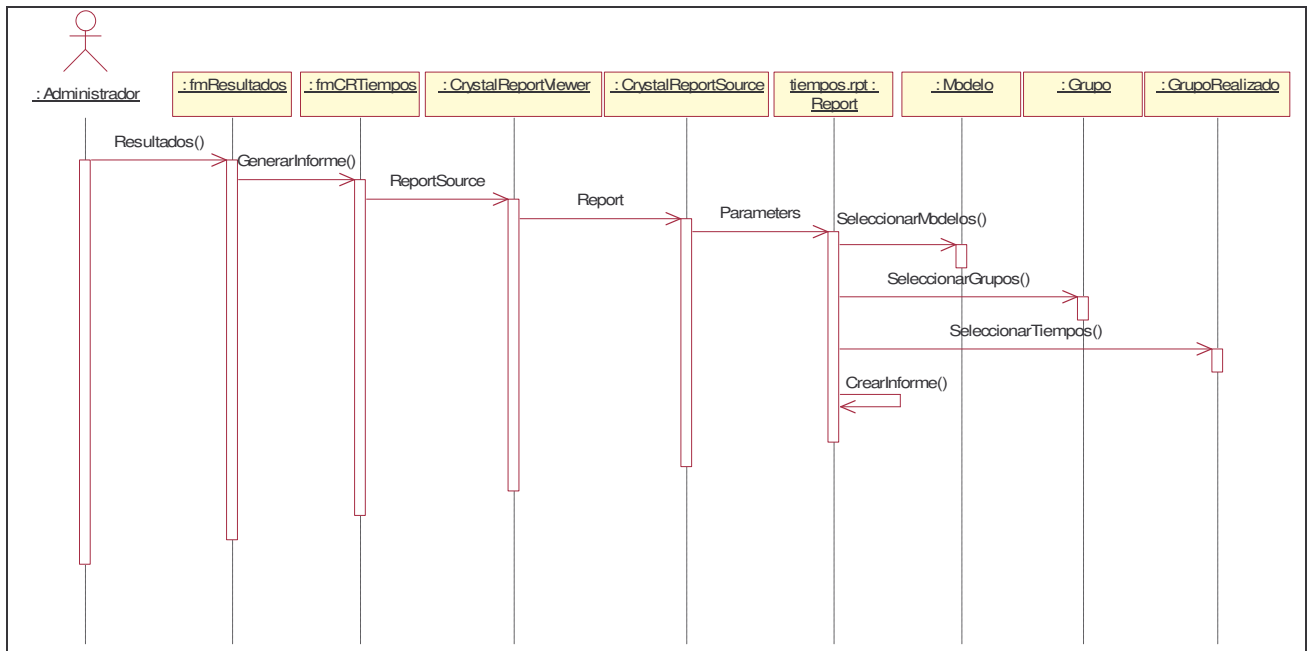 : Administrador
: fmResultados
: fmCRTiempos
: CrystalReportViewer
: CrystalReportSource
tiempos.rpt :
Report
: Modelo
: Grupo
: GrupoRealizado
Resultados()
GenerarInforme()
ReportSource
Report
Parameters
SeleccionarModelos()
SeleccionarGrupos()
SeleccionarTiempos()
CrearInforme()